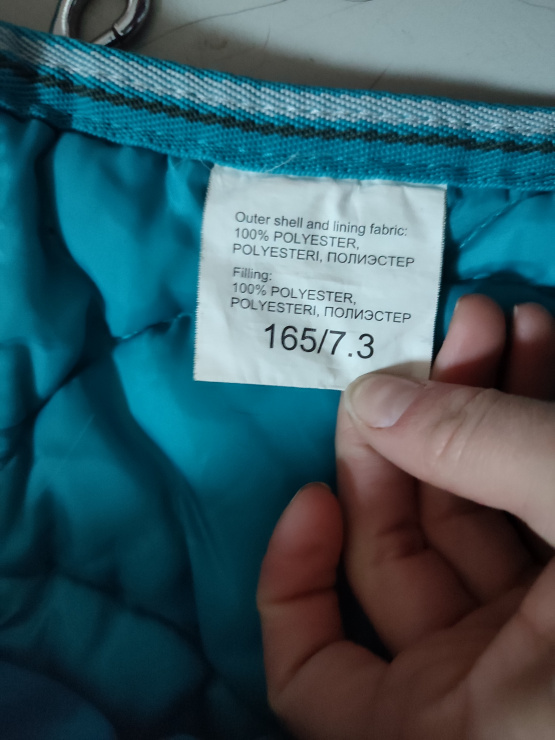 Outer shell and lining fabric:
100% POLYESTER,
POLYESTERI, ПОЛИЭСТЕР
Filling:
100% POLYESTER,
POLYESTERI, ПОЛИЭСТЕР
165/7.3